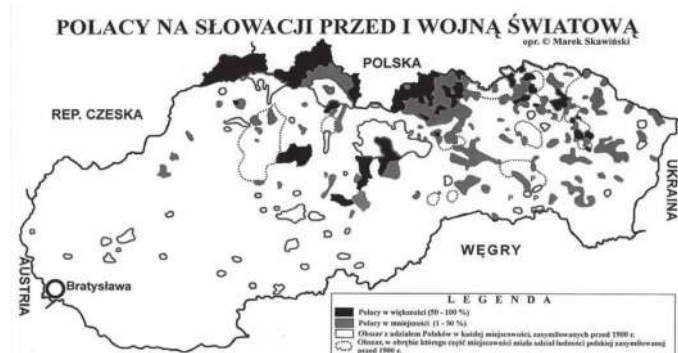 POLACY NA SŁOWACJI PRZED I WOJNĄ ŚWIATOWĄ
opr. © Marek Skawiński
POLSKA
REP. CZESKA
UKRAINA
WĘGRY
AUSTRIA
Bratysława
LEGENDA
Polacy w większości (50 - 100 %)
Polacy w mniejszości (1 - 50 %)
Obszar z udziałem Polaków w każdej miejscowości, zasymilowanych przed 1900 r.
Obszar, w obrębie którego część miejscowości miała udział ludności polskiej zasymilowanej
przed 1900 r.